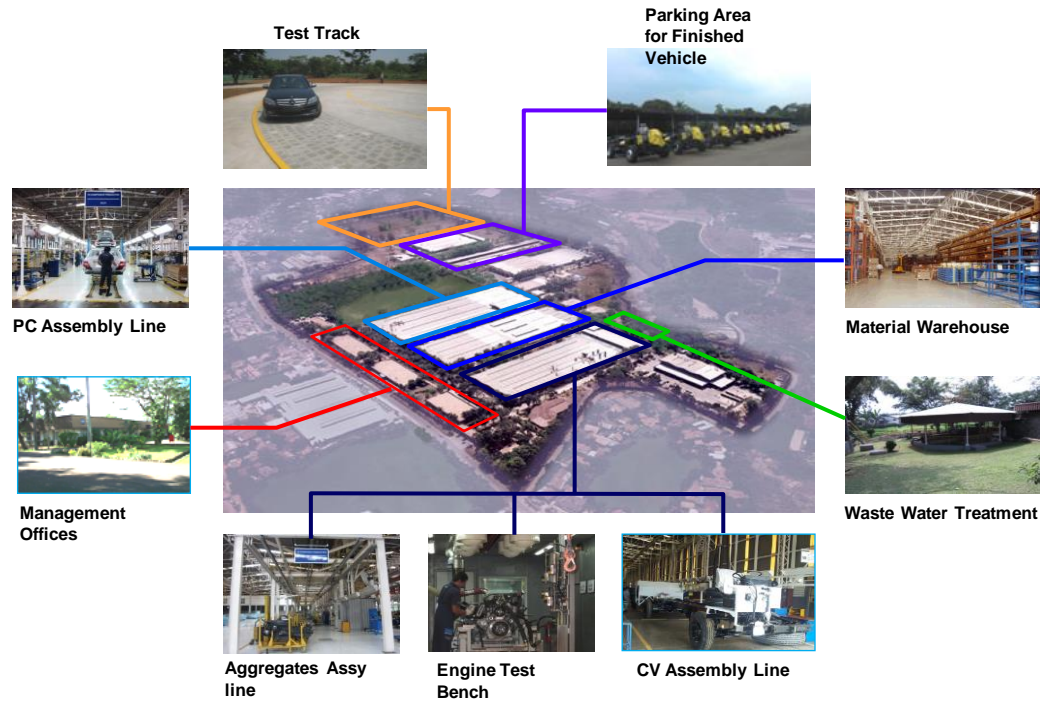 Test Track
Parking Area
for Finished
Vehicle
PC Assembly Line
Material Warehouse
Management
Offices
Waste Water Treatment
Aggregates Assy
line
Engine Test
Bench
CV Assembly Line